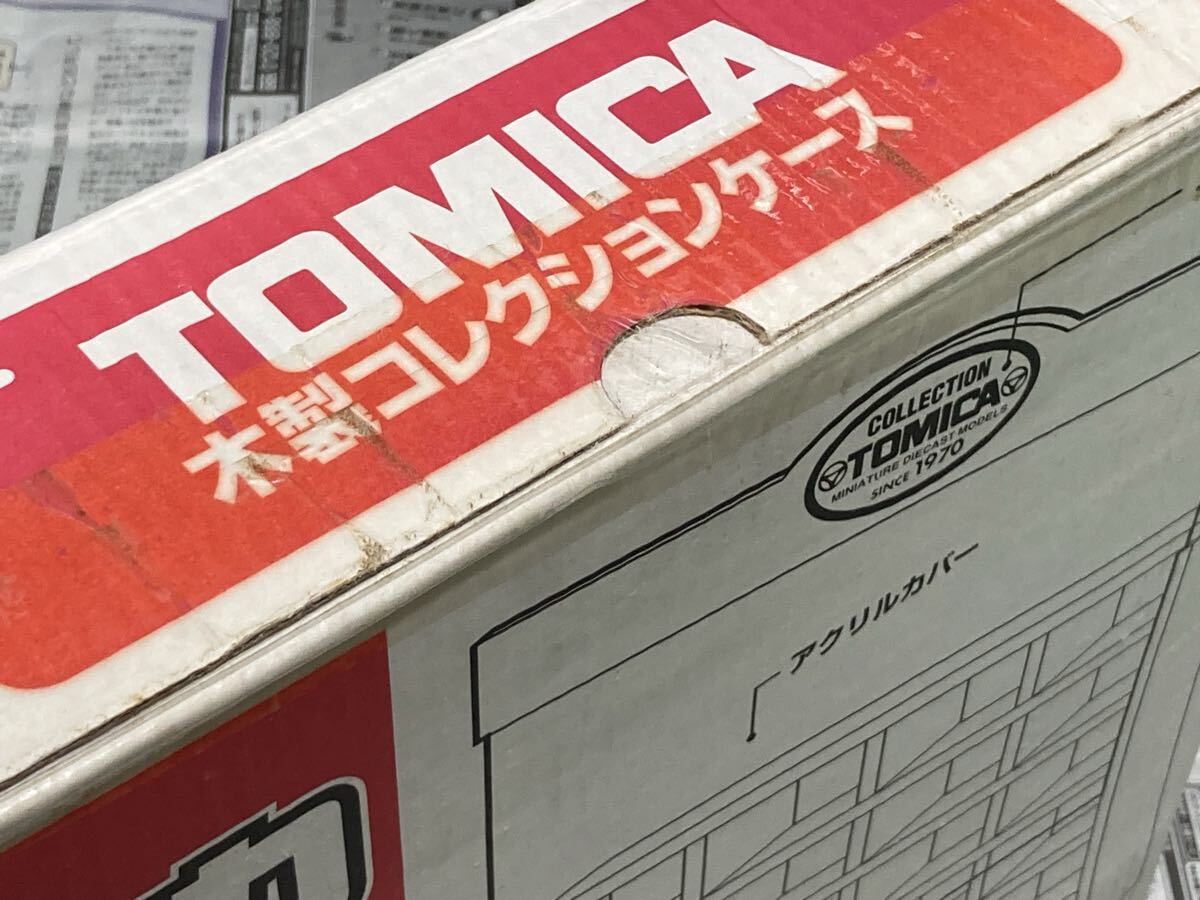 TOMICA
木製コレクションケース
COLLECTION
TOMICA
MINIATURE DIECAST MODELS
SINCE 1970
アクリルカバー